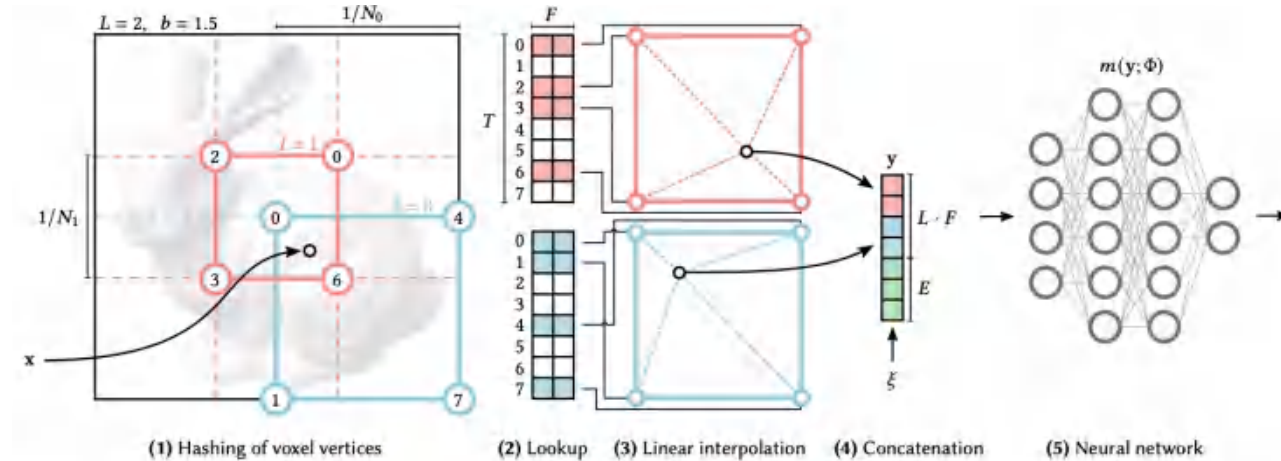 L = 2, b = 1.5
1/N₀
F
m(y; Φ)
0
1
2
3
4
5
6
7
T
2
l = 1
0
y
1/N₁
0
l = 0
4
L · F
3
6
0
1
2
3
4
5
6
7
E
x
ξ
1
7
(1) Hashing of voxel vertices
(2) Lookup
(3) Linear interpolation
(4) Concatenation
(5) Neural network